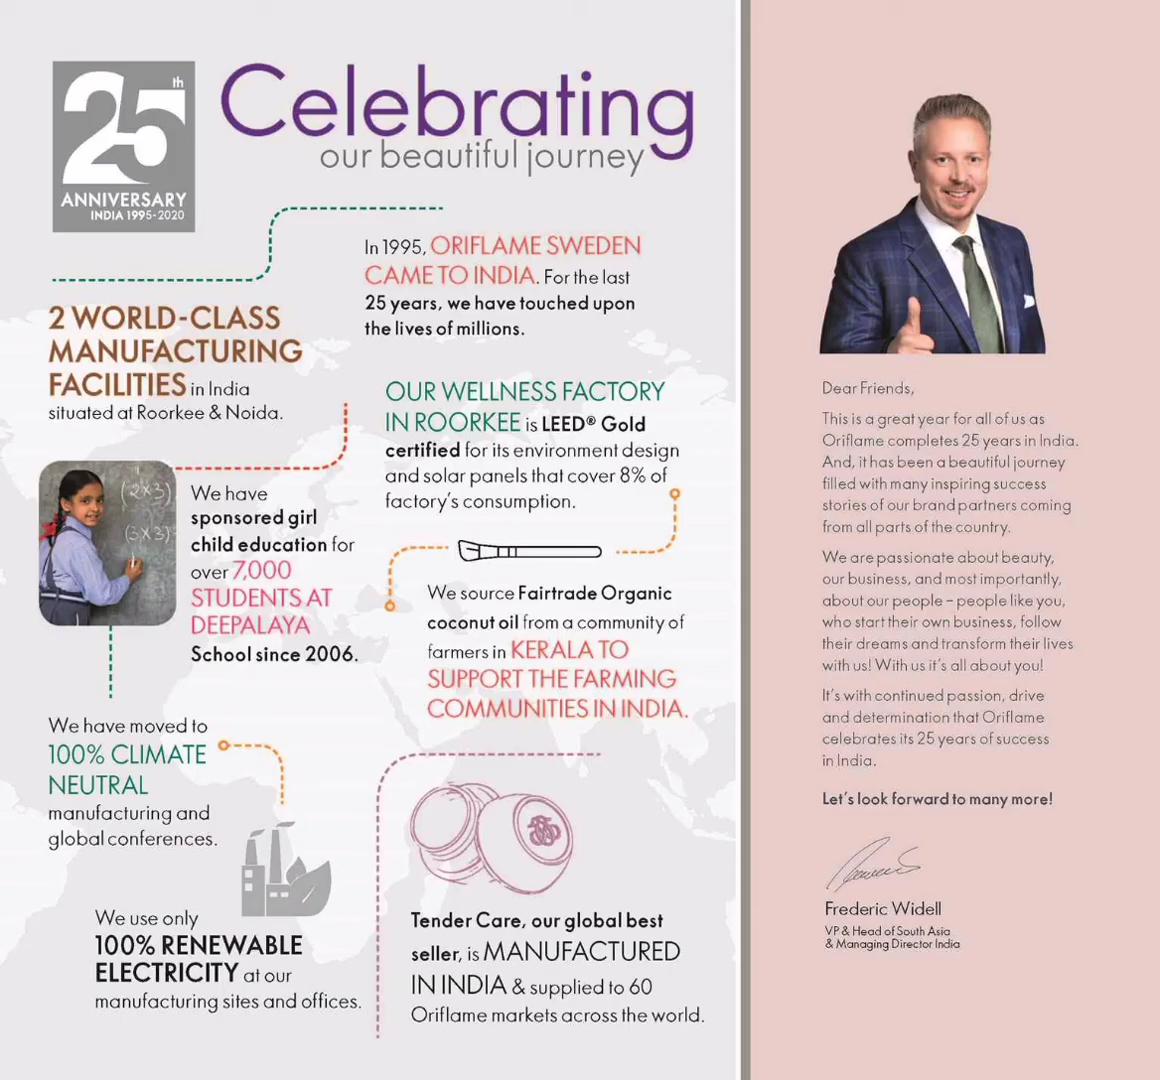 25th
ANNIVERSARY
INDIA 1995-2020
Celebrating
our beautiful journey
In 1995, ORIFLAME SWEDEN
CAME TO INDIA. For the last
25 years, we have touched upon
the lives of millions.
2 WORLD-CLASS
MANUFACTURING
FACILITIES in India
situated at Roorkee & Noida.
OUR WELLNESS FACTORY
IN ROORKEE is LEED® Gold
certified for its environment design
and solar panels that cover 8% of
factory's consumption.
(2×3)
(3×3)
We have
sponsored girl
child education for
over 7,000
STUDENTS AT
DEEPALAYA
School since 2006.
We source Fairtrade Organic
coconut oil from a community of
farmers in KERALA TO
SUPPORT THE FARMING
COMMUNITIES IN INDIA.
We have moved to
100% CLIMATE
NEUTRAL
manufacturing and
global conferences.
We use only
100% RENEWABLE
ELECTRICITY at our
manufacturing sites and offices.
Tender Care, our global best
seller, is MANUFACTURED
IN INDIA & supplied to 60
Oriflame markets across the world.
Dear Friends,
This is a great year for all of us as
Oriflame completes 25 years in India.
And, it has been a beautiful journey
filled with many inspiring success
stories of our brand partners coming
from all parts of the country.
We are passionate about beauty,
our business, and most importantly,
about our people – people like you,
who start their own business, follow
their dreams and transform their lives
with us! With us it's all about you!
It's with continued passion, drive
and determination that Oriflame
celebrates its 25 years of success
in India.
Let's look forward to many more!
Frederic Widell
VP & Head of South Asia
& Managing Director India